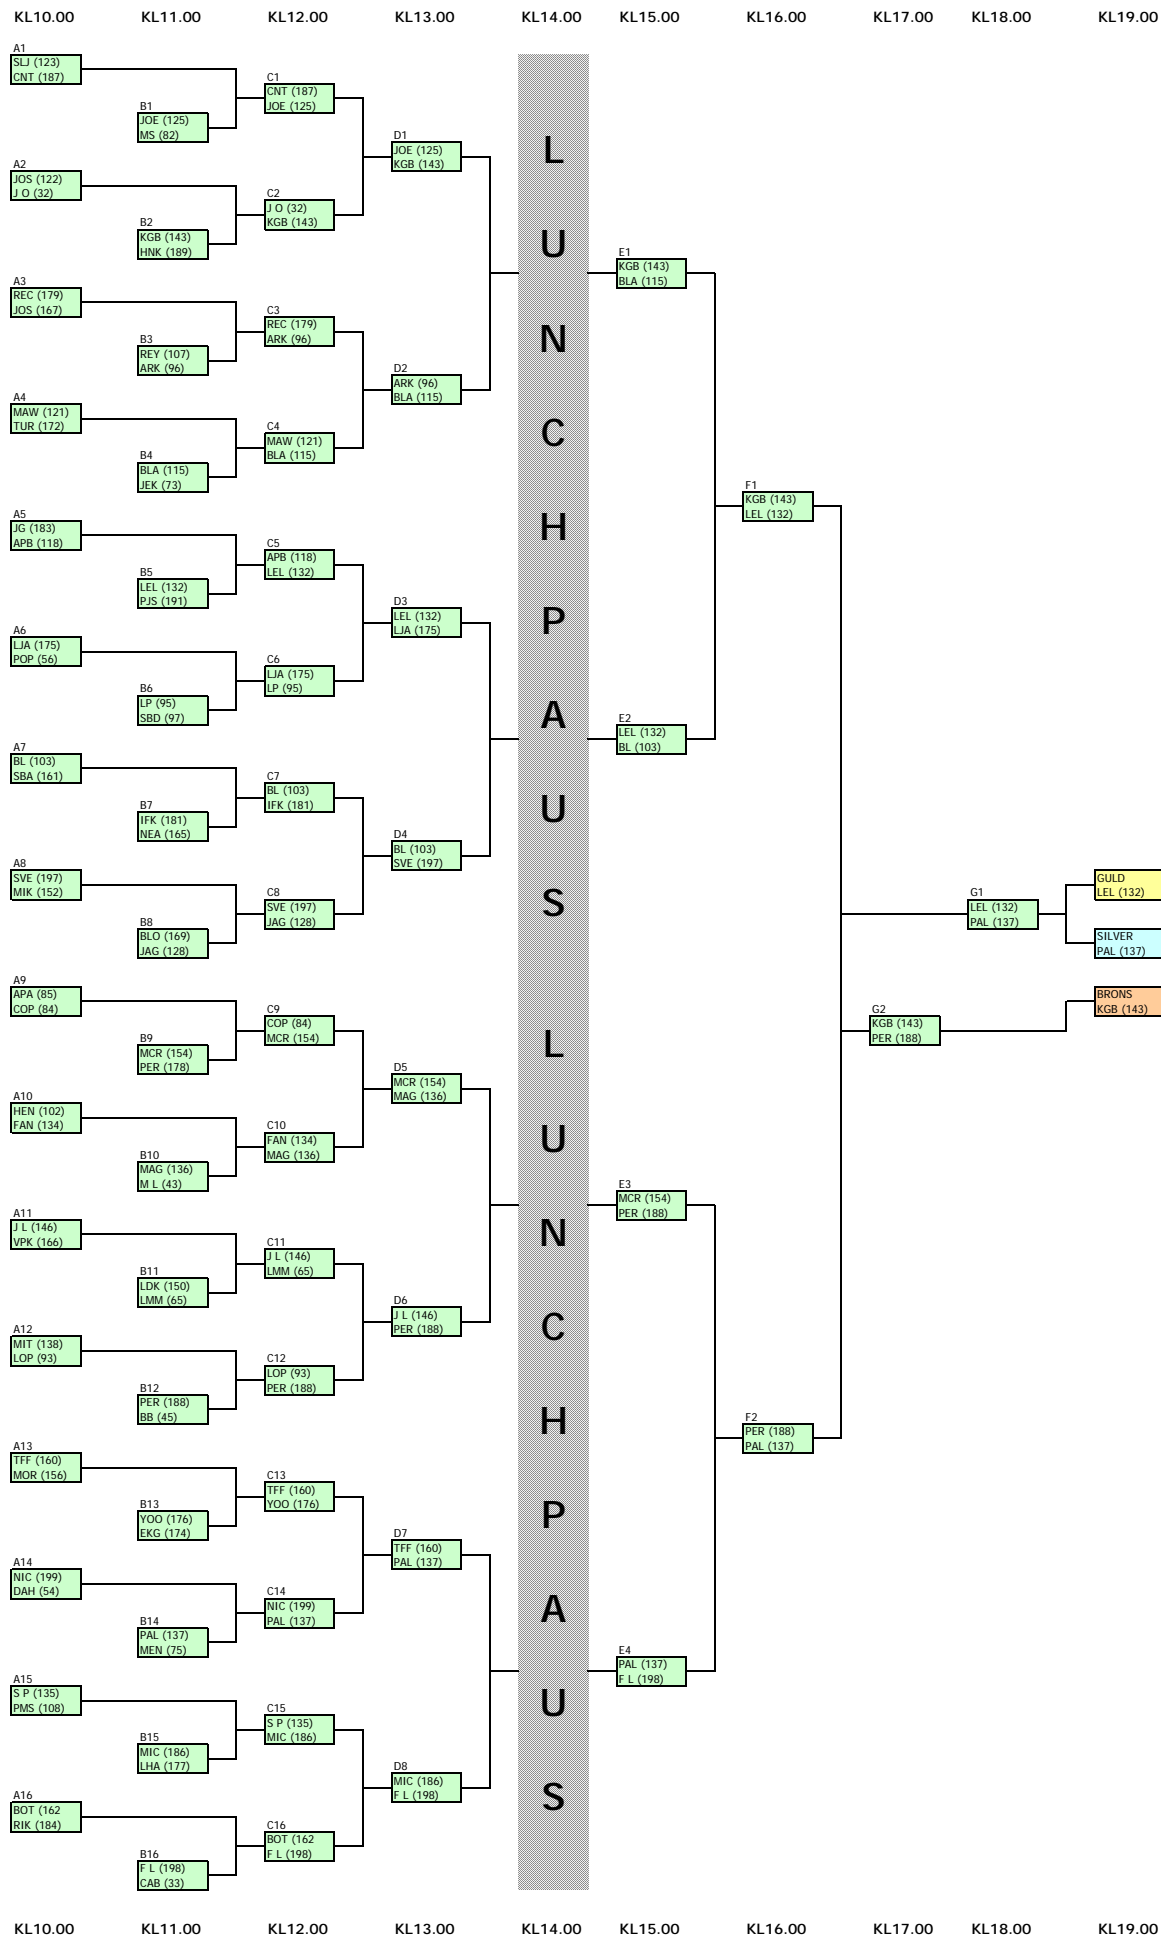 KL10.00 KL11.00 KL12.00 KL13.00 KL14.00 KL15.00 KL16.00 KL17.00 KL18.00 KL19.00
A1
SLJ (123)
CNT (187)
A2
JOS (122)
J O (32)
A3
REC (179)
JOS (167)
A4
MAW (121)
TUR (172)
A5
JG (183)
APB (118)
A6
LJA (175)
POP (56)
A7
BL (103)
SBA (161)
A8
SVE (197)
MIK (152)
A9
APA (85)
COP (84)
A10
HEN (102)
FAN (134)
A11
J L (146)
VPK (166)
A12
MIT (138)
LOP (93)
A13
TFF (160)
MOR (156)
A14
NIC (199)
DAH (54)
A15
S P (135)
PMS (108)
A16
BOT (162
RIK (184)
B1
JOE (125)
MS (82)
B2
KGB (143)
HNK (189)
B3
REY (107)
ARK (96)
B4
BLA (115)
JEK (73)
B5
LEL (132)
PJS (191)
B6
LP (95)
SBD (97)
B7
IFK (181)
NEA (165)
B8
BLO (169)
JAG (128)
B9
MCR (154)
PER (178)
B10
MAG (136)
M L (43)
B11
LDK (150)
LMM (65)
B12
PER (188)
BB (45)
B13
YOO (176)
EKG (174)
B14
PAL (137)
MEN (75)
B15
MIC (186)
LHA (177)
B16
F L (198)
CAB (33)
C1
CNT (187)
JOE (125)
C2
J O (32)
KGB (143)
C3
REC (179)
ARK (96)
C4
MAW (121)
BLA (115)
C5
APB (118)
LEL (132)
C6
LJA (175)
LP (95)
C7
BL (103)
IFK (181)
C8
SVE (197)
JAG (128)
C9
COP (84)
MCR (154)
C10
FAN (134)
MAG (136)
C11
J L (146)
LMM (65)
C12
LOP (93)
PER (188)
C13
TFF (160)
YOO (176)
C14
NIC (199)
PAL (137)
C15
S P (135)
MIC (186)
C16
BOT (162
F L (198)
D1
JOE (125)
KGB (143)
D2
ARK (96)
BLA (115)
D3
LEL (132)
LJA (175)
D4
BL (103)
SVE (197)
D5
MCR (154)
MAG (136)
D6
J L (146)
PER (188)
D7
TFF (160)
PAL (137)
D8
MIC (186)
F L (198)
L
U
N
C
H
P
A
U
S
L
U
N
C
H
P
A
U
S
E1
KGB (143)
BLA (115)
E2
LEL (132)
BL (103)
E3
MCR (154)
PER (188)
E4
PAL (137)
F L (198)
F1
KGB (143)
LEL (132)
F2
PER (188)
PAL (137)
G2
KGB (143)
PER (188)
G1
LEL (132)
PAL (137)
GULD
LEL (132)
SILVER
PAL (137)
BRONS
KGB (143)
KL10.00 KL11.00 KL12.00 KL13.00 KL14.00 KL15.00 KL16.00 KL17.00 KL18.00 KL19.00